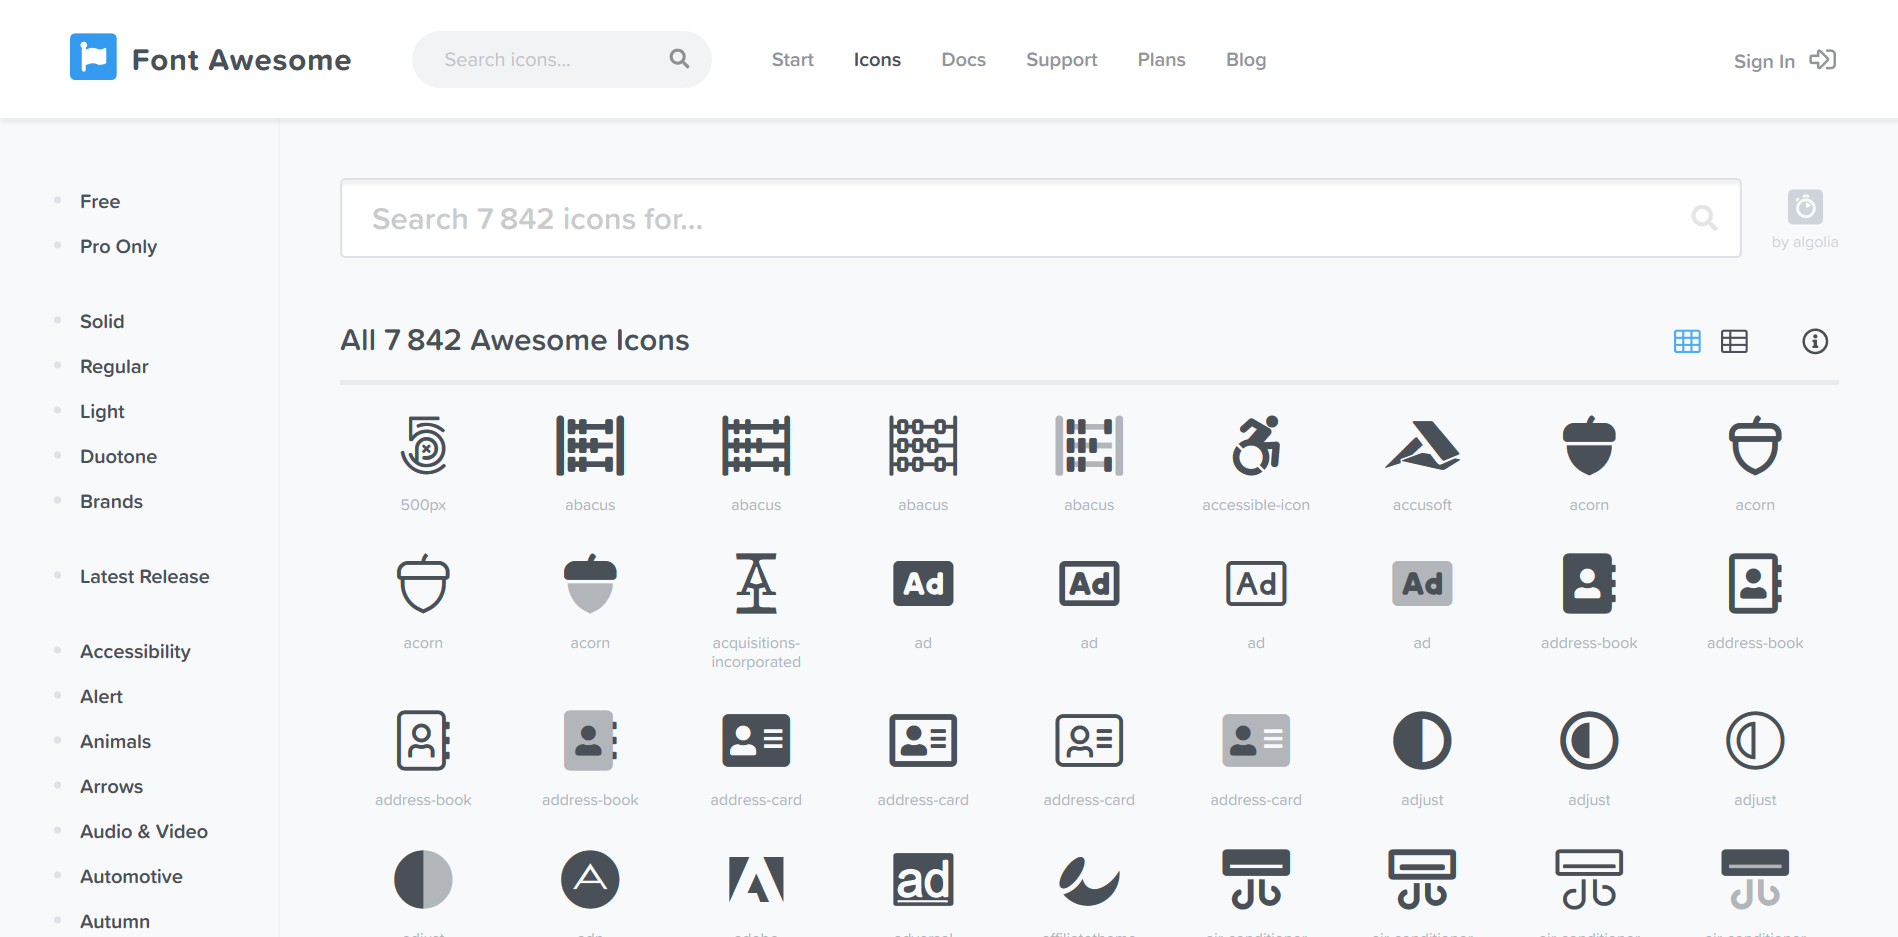 Font Awesome
Search icons...
Start
Icons
Docs
Support
Plans
Blog
Sign In
Free
Pro Only
Solid
Regular
Light
Duotone
Brands
Latest Release
Accessibility
Alert
Animals
Arrows
Audio & Video
Automotive
Autumn
Search 7 842 icons for...
by algolia
All 7 842 Awesome Icons
500px
abacus
abacus
abacus
abacus
accessible-icon
accusoft
acorn
acorn
Ad
Ad
Ad
Ad
acorn
acorn
acquisitions-
incorporated
ad
ad
ad
ad
address-book
address-book
address-book
address-book
address-card
address-card
address-card
address-card
adjust
adjust
adjust
ad